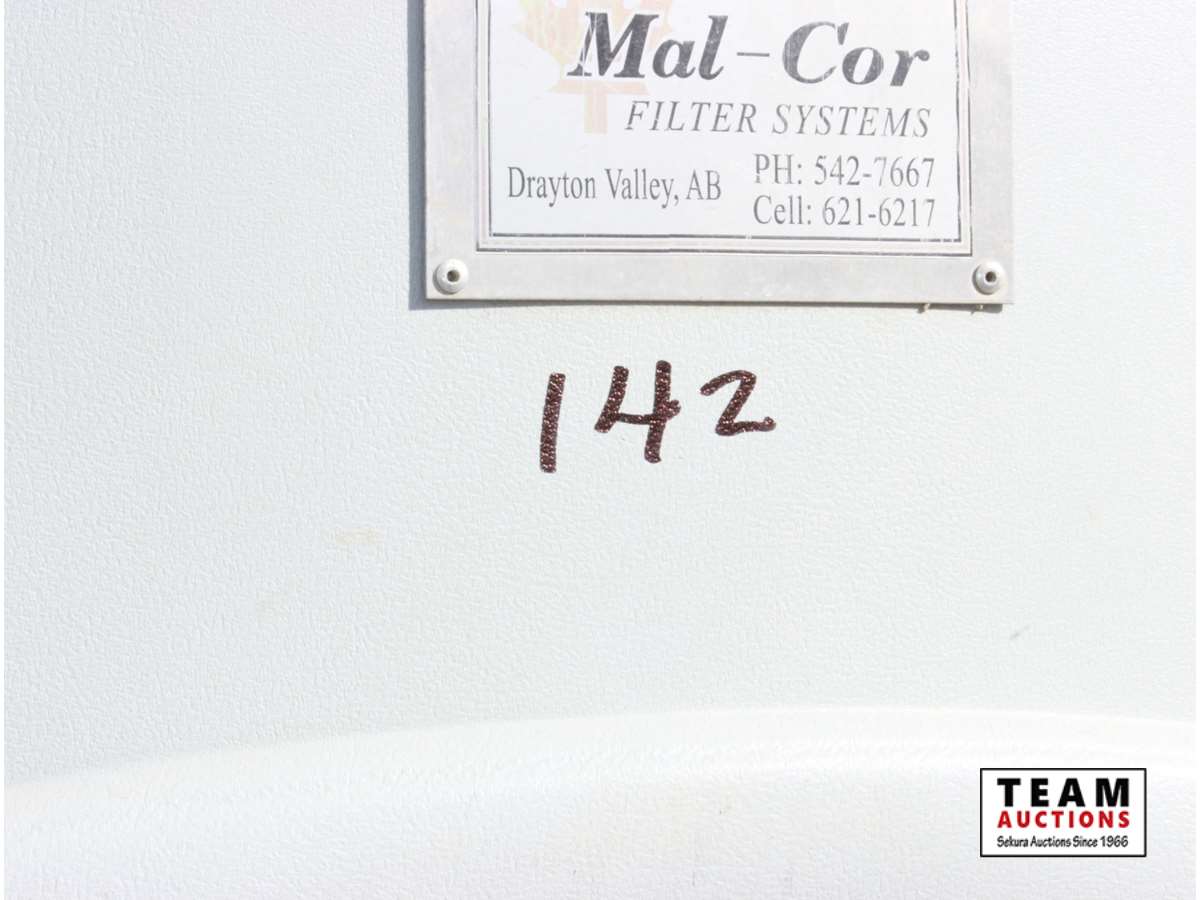 Mal-Cor
FILTER SYSTEMS
Drayton Valley, AB
PH: 542-7667
Cell: 621-6217
142
TEAM
AUCTIONS
Sekura Auctions Since 1966